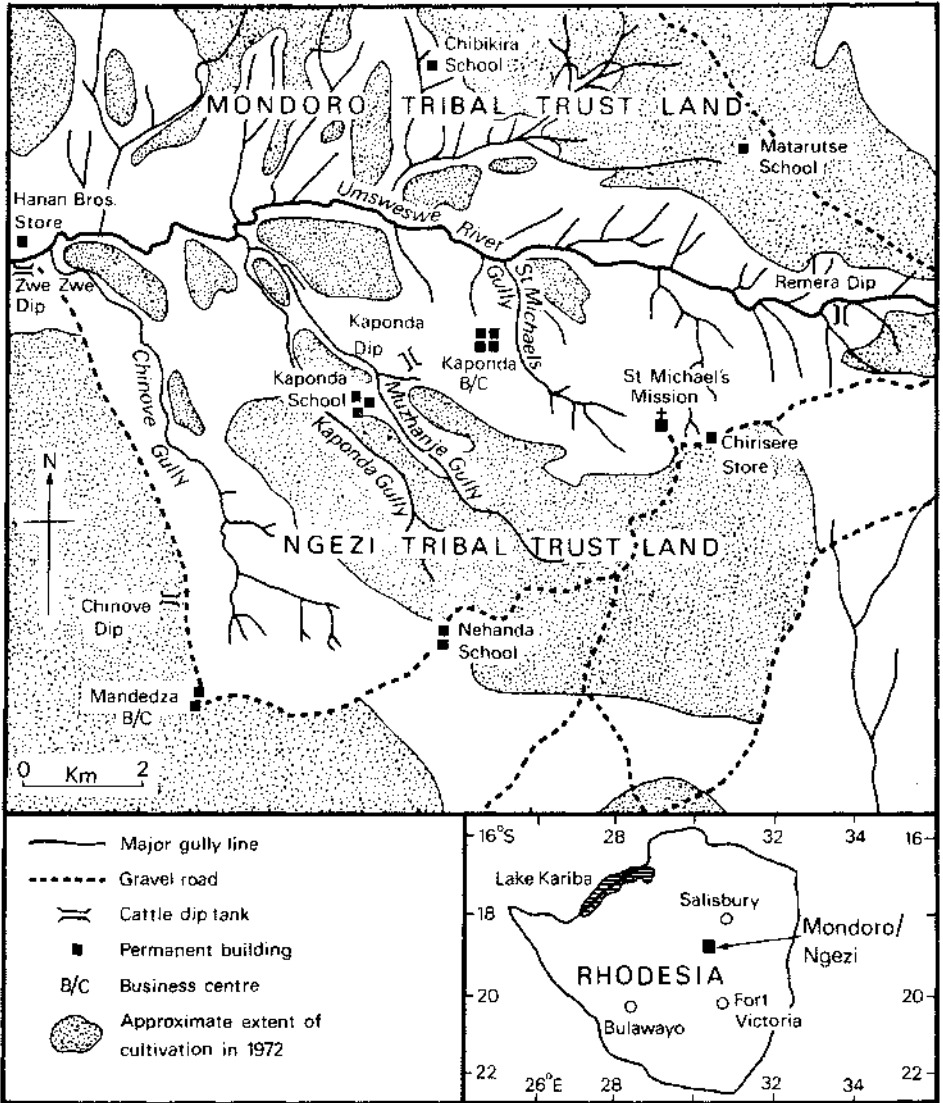 Chibikira
School
MONDORO TRIBAL TRUST LAND
Matarutse
School
Hanan Bros.
Store
Umsweswe
River
Zwe Zwe
Dip
Remera Dip
Gully
St Michaels
Kaponda
Dip
Kaponda
B/C
Chinove
Gully
Kaponda
School
Muzhanje Gully
St Michael's
Mission
Kaponda Gully
Chirisere
Store
N
NGEZI TRIBAL TRUST LAND
Chinove
Dip
Nehanda
School
Mandedza
B/C
0 Km 2
Major gully line
Gravel road
Cattle dip tank
Permanent building
B/C Business centre
Approximate extent of
cultivation in 1972
16°S 28 32 34 16
Lake Kariba
Salisbury
18
Mondoro/
Ngezi
RHODESIA
20 20
Fort
Victoria
Bulawayo
22 22
26°E 28 32 34